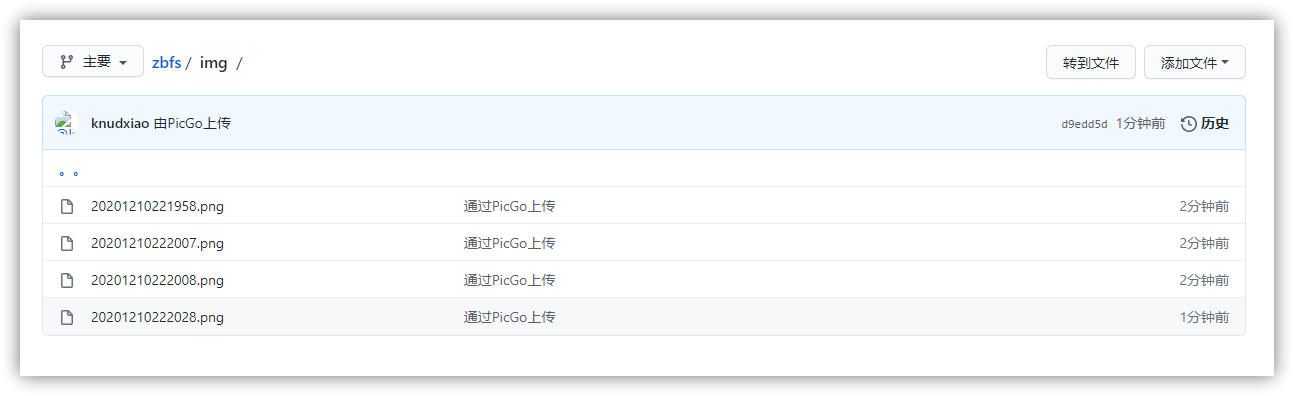 主要 zbfs / img / 转到文件 添加文件
knudxiao 由PicGo上传 d9edd5d 1分钟前 历史
。。
20201210221958.png 通过PicGo上传 2分钟前
20201210222007.png 通过PicGo上传 2分钟前
20201210222008.png 通过PicGo上传 2分钟前
20201210222028.png 通过PicGo上传 1分钟前